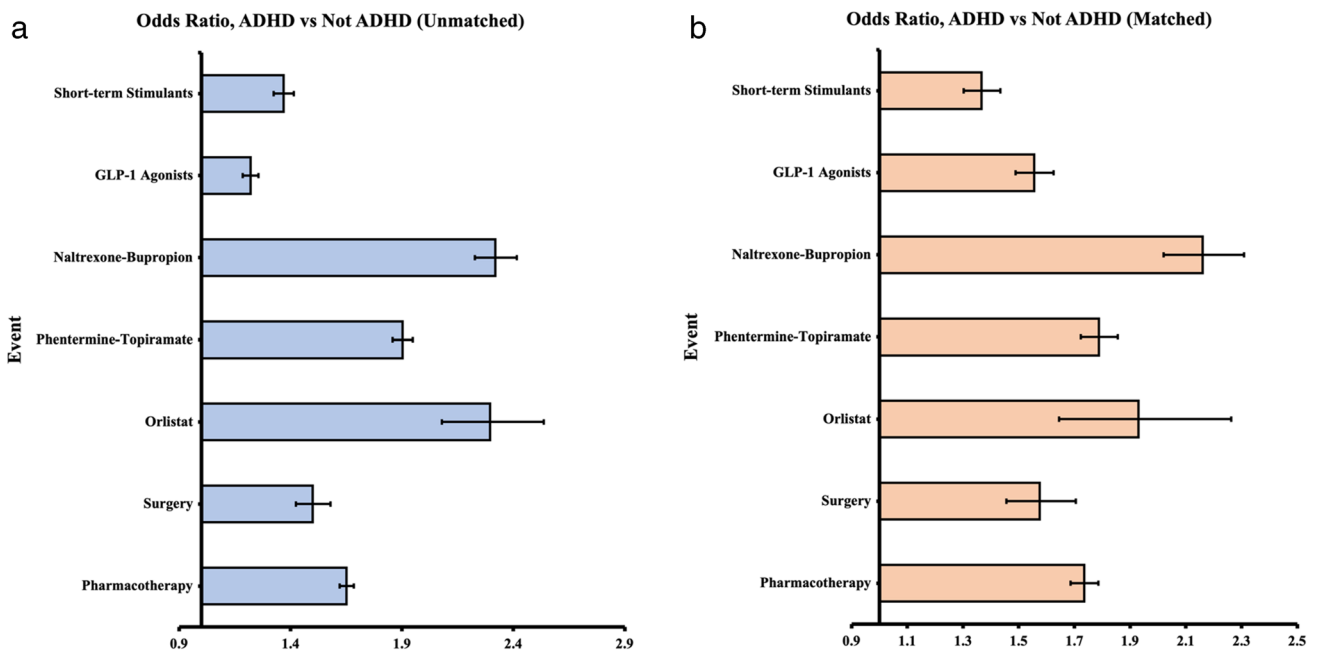 a
Odds Ratio, ADHD vs Not ADHD (Unmatched)
Event
Short-term Stimulants
GLP-1 Agonists
Naltrexone-Bupropion
Phentermine-Topiramate
Orlistat
Surgery
Pharmacotherapy
0.9 1.4 1.9 2.4 2.9
b
Odds Ratio, ADHD vs Not ADHD (Matched)
Event
Short-term Stimulants
GLP-1 Agonists
Naltrexone-Bupropion
Phentermine-Topiramate
Orlistat
Surgery
Pharmacotherapy
0.9 1.1 1.3 1.5 1.7 1.9 2.1 2.3 2.5